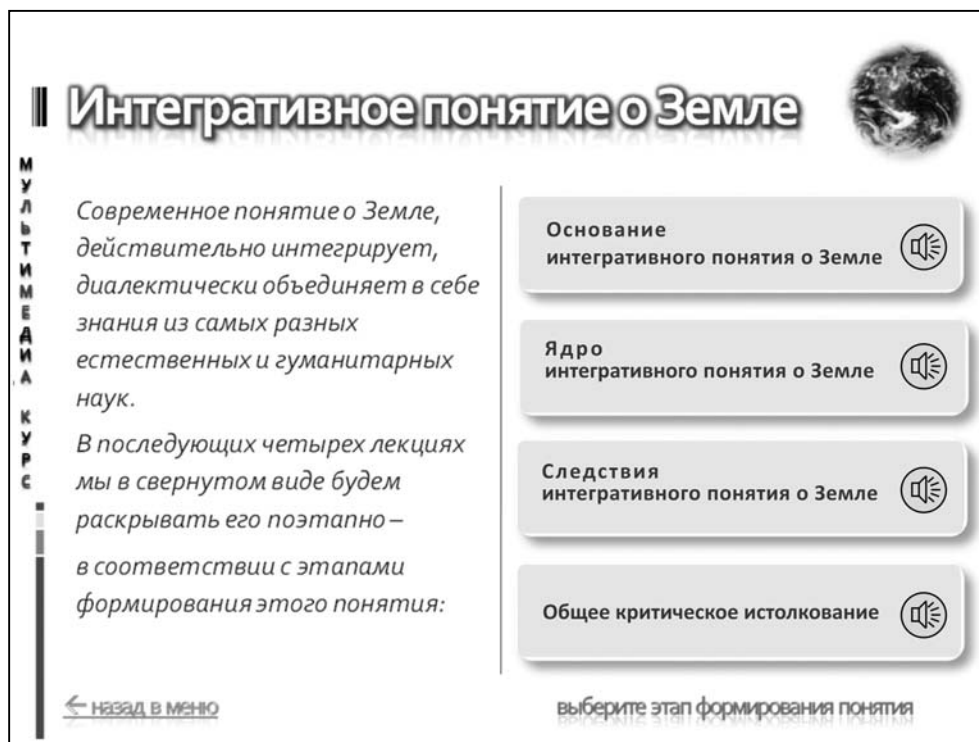 Интегративное понятие о Земле
МУЛЬТИМЕДИА КУРС
Современное понятие о Земле,
действительно интегрирует,
диалектически объединяет в себе
знания из самых разных
естественных и гуманитарных
наук.
В последующих четырех лекциях
мы в свернутом виде будем
раскрывать его поэтапно –
в соответствии с этапами
формирования этого понятия:
Основание
интегративного понятия о Земле
Ядро
интегративного понятия о Земле
Следствия
интегративного понятия о Земле
Общее критическое истолкование
← назад в меню
выберите этап формирования понятия